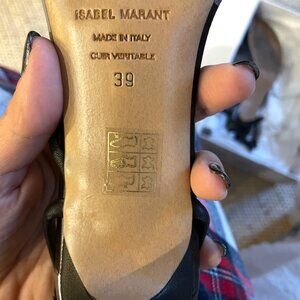 ISABEL MARANT
MADE IN ITALY
CUIR VERITABLE
39